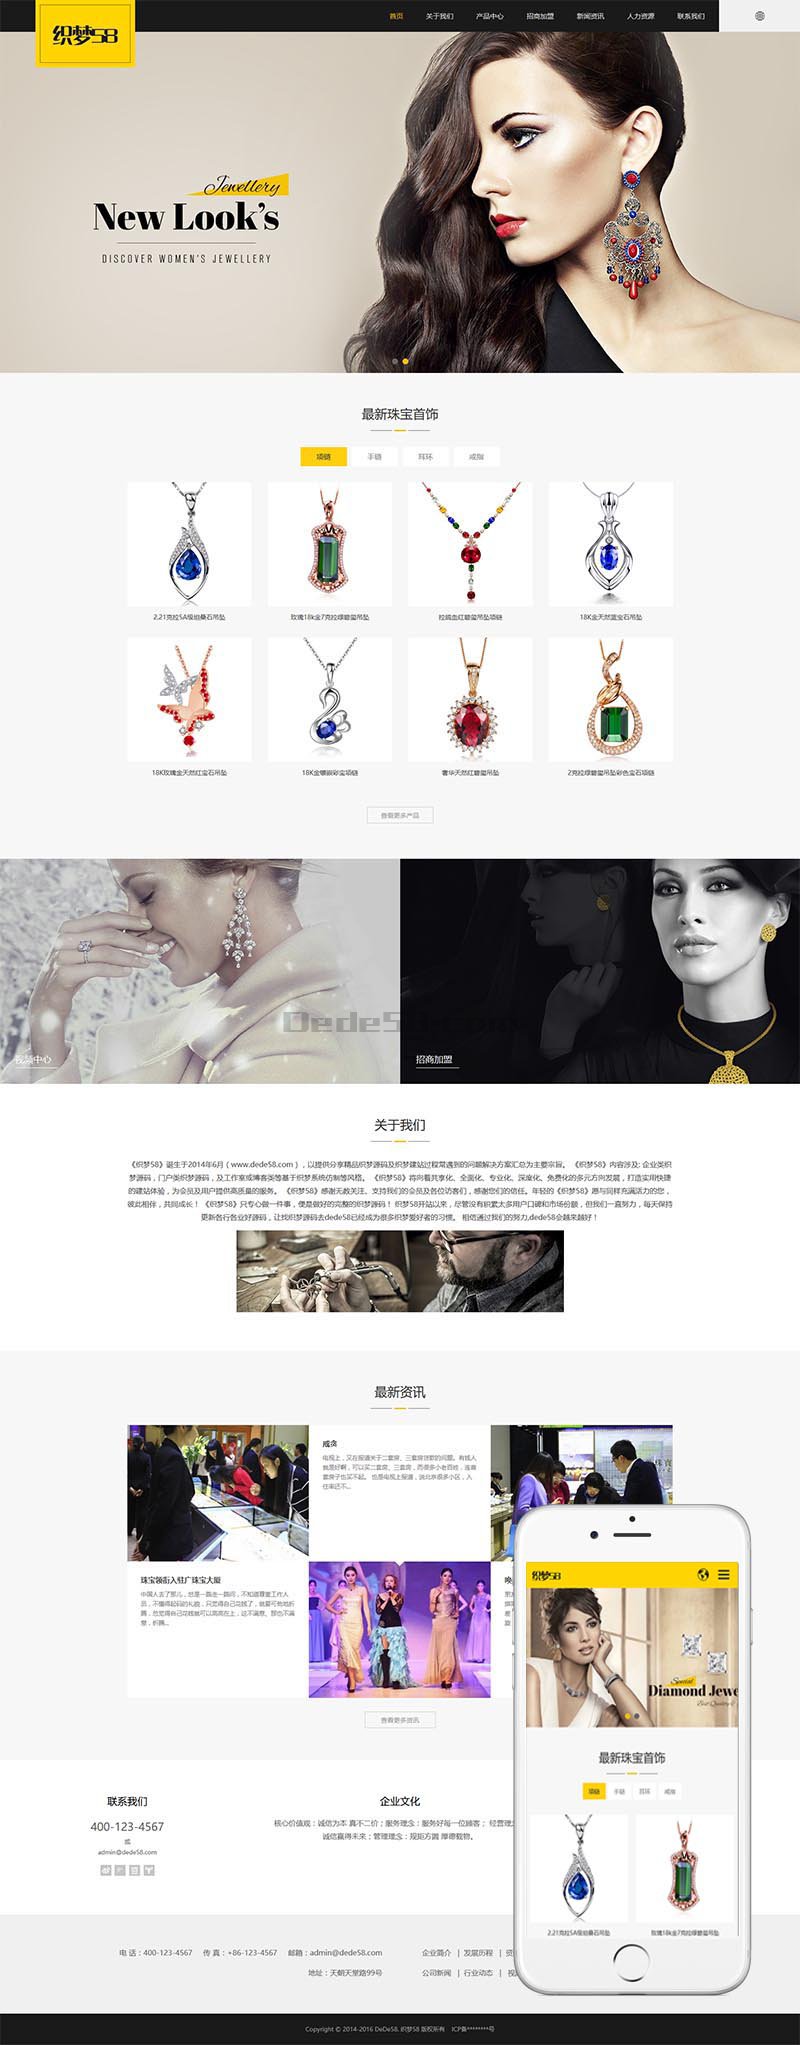 织梦58
首页 关于我们 产品中心 招商加盟 新闻资讯 人力资源 联系我们
Jewellery
New Look's
DISCOVER WOMEN'S JEWELLERY
最新珠宝首饰
项链 手链 耳环 戒指
2.21克拉5A级坦桑石吊坠 玫瑰18k金7克拉绿碧玺吊坠 拉姆血红碧玺吊坠项链 18K金天然蓝宝石吊坠
18K玫瑰金天然红宝石吊坠 18K金镶嵌彩宝项链 奢华天然红碧玺吊坠 2克拉绿碧玺吊坠彩色宝石项链
查看更多产品
Dede58.com
视频中心 招商加盟
关于我们
《织梦58》诞生于2014年6月（www.dede58.com），以提供分享精品织梦源码及织梦建站过程常遇到的问题解决方案汇总为主要宗旨。 《织梦58》内容涉及: 企业类织
梦源码，门户类织梦源码，及工作室或博客类等基于织梦系统仿制等风格。 《织梦58》将向着共享化、全面化、专业化、深度化、免费化的多元方向发展，打造实用快捷
的建站体验，为会员及用户提供高质量的服务。 《织梦58》感谢无数关注、支持我们的会员及各位访客们，感谢您们的信任。年轻的《织梦58》愿与同样充满活力的您，
彼此相伴，共同成长！ 《织梦58》只专心做一件事，便是做好的完整的织梦源码！ 织梦58开站以来，尽管没有积累太多用户口碑和市场份额，但我们一直努力，每天保持
更新各行各业好源码，让找织梦源码去dede58已经成为很多织梦爱好者的习惯。 相信通过我们的努力,dede58会越来越好！
最新资讯
咸贪
电视上，又在报道关于二套房、三套房贷款的问题。有钱人
就是好啊，可以买二套房、三套房，而很多小老百姓，连首
套房子也买不起。 也是电视上报道，说北京很多小区，入
住率还不...
珠宝领街入驻广珠宝大厦
中国人去了那儿，总是一路走一路问，不知道尊重工作人
员，不懂得起码的礼貌，只觉得自己花钱了，就要可劲地折
腾，总觉得自己花钱就可以高高在上，这不满意、那也不满
意，折腾...
查看更多资讯
联系我们
400-123-4567
或
admin@dede58.com
企业文化
核心价值观：诚信为本 真不二价；服务理念：服务好每一位顾客； 经营理
诚信赢得未来；管理理念：规矩方圆 厚德载物。
电 话：400-123-4567 传 真：+86-123-4567 邮箱：admin@dede58.com
地址：天朝天堂路99号
企业简介 | 发展历程 | 资
公司新闻 | 行业动态 | 视
Copyright © 2014-2016 DeDe58. 织梦58 版权所有 ICP备********号
织梦58
Special
Diamond Jewe
最新珠宝首饰
项链 手链 耳环 戒指
2.21克拉5A级坦桑石吊坠 玫瑰18k金7克拉绿碧玺吊坠